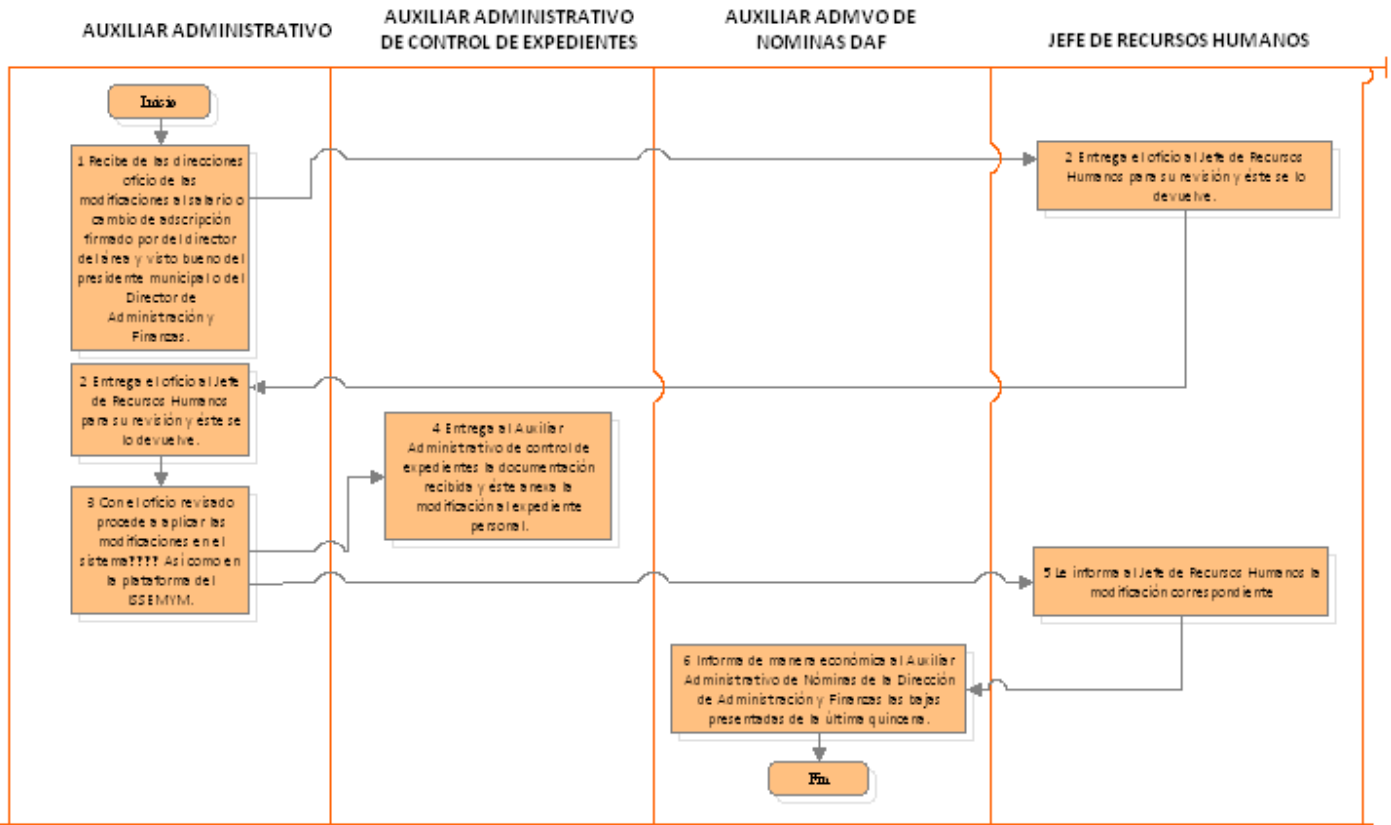 AUXILIAR ADMINISTRATIVO
AUXILIAR ADMINISTRATIVO
DE CONTROL DE EXPEDIENTES
AUXILIAR ADMVO DE
NOMINAS DAF
JEFE DE RECURSOS HUMANOS
Inicio
1 Recibe de las direcciones
oficio de las
modificaciones al salario o
cambio de adscripción
firmado por del director
del área y visto bueno del
presidente municipal o del
Director de
Administración y
Finanzas.
2 Entrega el oficio al Jefe de Recursos
Humanos para su revisión y éste se lo
devuelve.
2 Entrega el oficio al Jefe
de Recursos Humanos
para su revisión y éste se
lo devuelve.
4 Entrega al Auxiliar
Administrativo de control de
expedientes la documentación
recibida y éste anexa la
modificación al expediente
personal.
3 Con el oficio revisado
procede a aplicar las
modificaciones en el
sistema???? Así como en
la plataforma del
ISSEMYM.
5 Le informa al Jefe de Recursos Humanos la
modificación correspondiente
6 Informa de manera económica al Auxiliar
Administrativo de Nóminas de la Dirección
de Administración y Finanzas las bajas
presentadas de la última quincena.
Fin